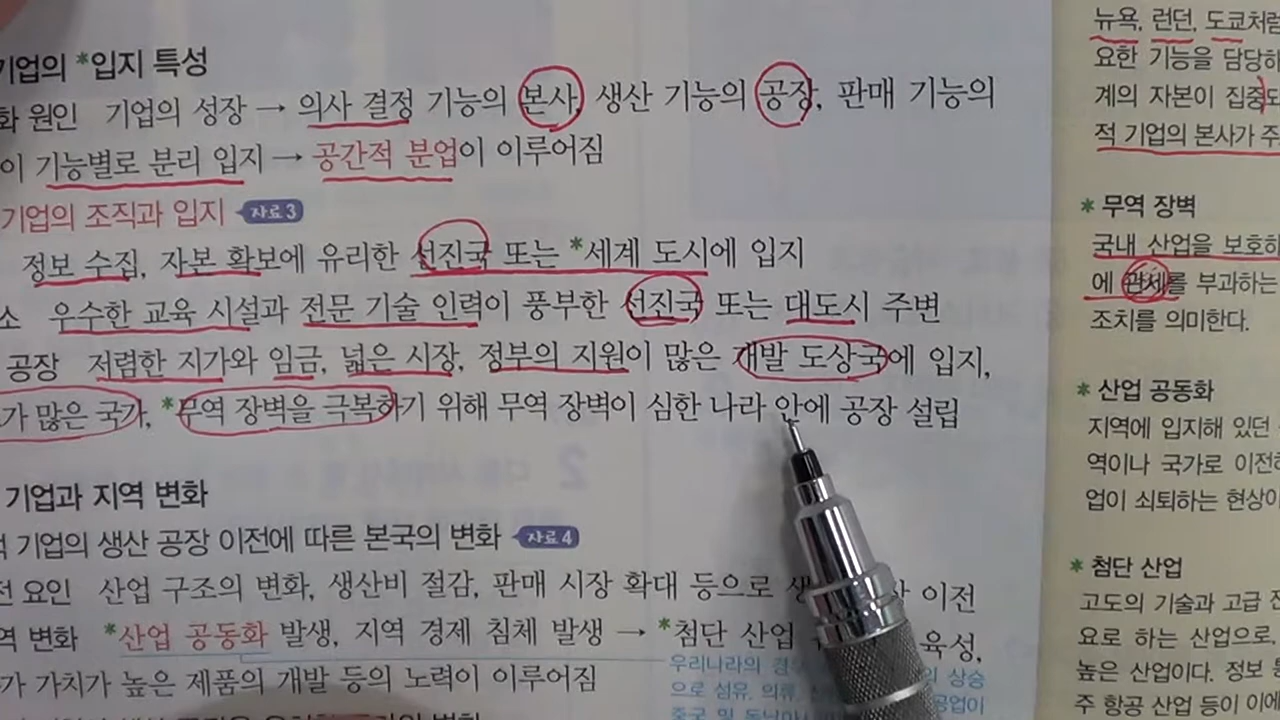 기업의 *입지 특성
화 원인 기업의 성장 → 의사 결정 기능의 본사, 생산 기능의 공장, 판매 기능의
이 기능별로 분리 입지 → 공간적 분업이 이루어짐
기업의 조직과 입지 자료3
정보 수집, 자본 확보에 유리한 선진국 또는 *세계 도시에 입지
소 우수한 교육 시설과 전문 기술 인력이 풍부한 선진국 또는 대도시 주변
공장 저렴한 지가와 임금, 넓은 시장, 정부의 지원이 많은 개발 도상국에 입지,
가 많은 국가, *무역 장벽을 극복하기 위해 무역 장벽이 심한 나라 안에 공장 설립
기업과 지역 변화
기업의 생산 공장 이전에 따른 본국의 변화 자료4
전 요인 산업 구조의 변화, 생산비 절감, 판매 시장 확대 등으로 이전
역 변화 *산업 공동화 발생, 지역 경제 침체 발생 → *첨단 산업 육성,
우리나라의 상승
으로 섬유, 의류,
가 가치가 높은 제품의 개발 등의 노력이 이루어짐
중국 및
뉴욕, 런던, 도쿄처럼
요한 기능을 담당하
계의 자본이 집중되
적 기업의 본사가 주
* 무역 장벽
국내 산업을 보호하
에 관세를 부과하는
조치를 의미한다.
* 산업 공동화
지역에 입지해 있던
역이나 국가로 이전
업이 쇠퇴하는 현상이
* 첨단 산업
고도의 기술과 고급
요로 하는 산업으로,
높은 산업이다. 정보
주 항공 산업 등이 이에